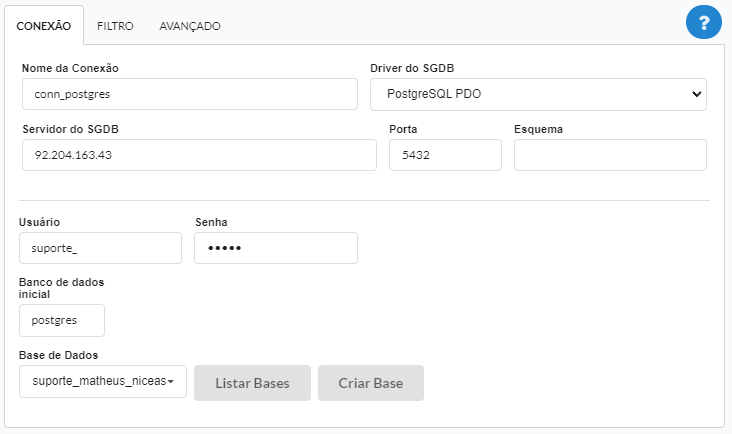 CONEXÃO FILTRO AVANÇADO ?
Nome da Conexão Driver do SGDB
conn_postgres PostgreSQL PDO
Servidor do SGDB Porta Esquema
92.204.163.43 5432
Usuário Senha
suporte_ •••••
Banco de dados
inicial
postgres
Base de Dados
suporte_matheus_niceas Listar Bases Criar Base